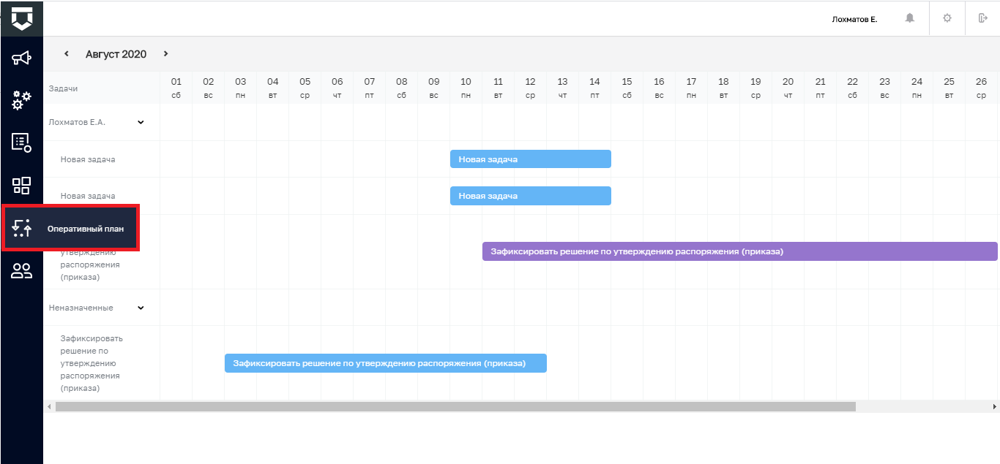 Лохматов Е.
Август 2020
Задачи
01 02 03 04 05 06 07 08 09 10 11 12 13 14 15 16 17 18 19 20 21 22 23 24 25 26
сб вс пн вт ср чт пт сб вс пн вт ср чт пт сб вс пн вт ср чт пт сб вс пн вт ср
Лохматов Е.А.
Новая задача
Новая задача
Новая задача
Новая задача
Оперативный план
утверждению
распоряжения
(приказа)
Зафиксировать решение по утверждению распоряжения (приказа)
Неназначенные
Зафиксировать
решение по
утверждению
распоряжения
(приказа)
Зафиксировать решение по утверждению распоряжения (приказа)